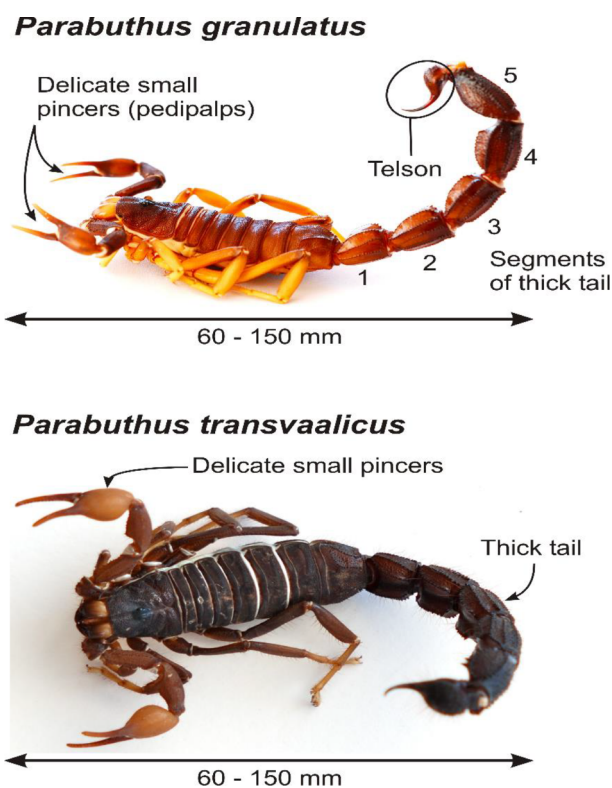 Parabuthus granulatus
Delicate small
pincers (pedipalps)
Telson
5
4
3
2
1
Segments
of thick tail
60 - 150 mm
Parabuthus transvaalicus
Delicate small pincers
Thick tail
60 - 150 mm